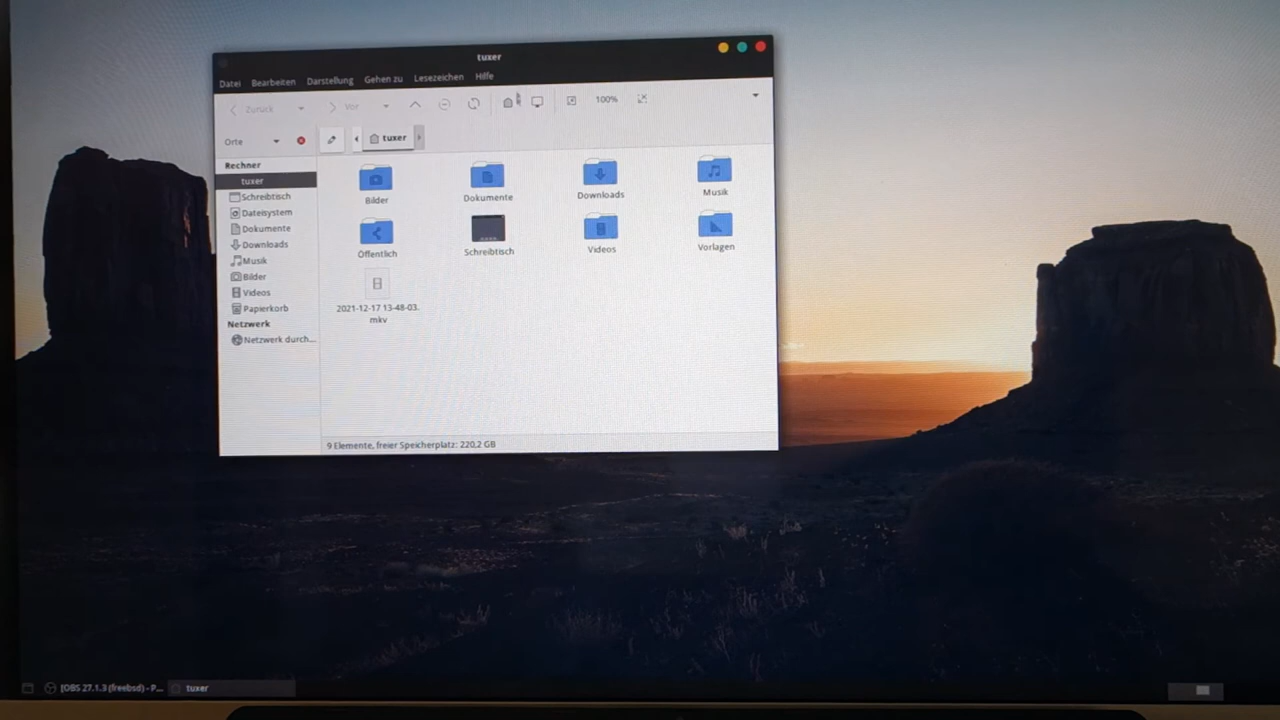 tuxer
Datei Bearbeiten Darstellung Gehen zu Lesezeichen Hilfe
Zurück Vor 100%
Orte tuxer
Rechner
tuxer
Schreibtisch
Dateisystem
Dokumente
Downloads
Musik
Bilder
Videos
Papierkorb
Netzwerk
Netzwerk durch...
Bilder Dokumente Downloads Musik
Öffentlich Schreibtisch Videos Vorlagen
2021-12-17 13-48-03.
mkv
9 Elemente, freier Speicherplatz: 220,2 GB
[OBS 27.1.3 (freebsd) - P... tuxer